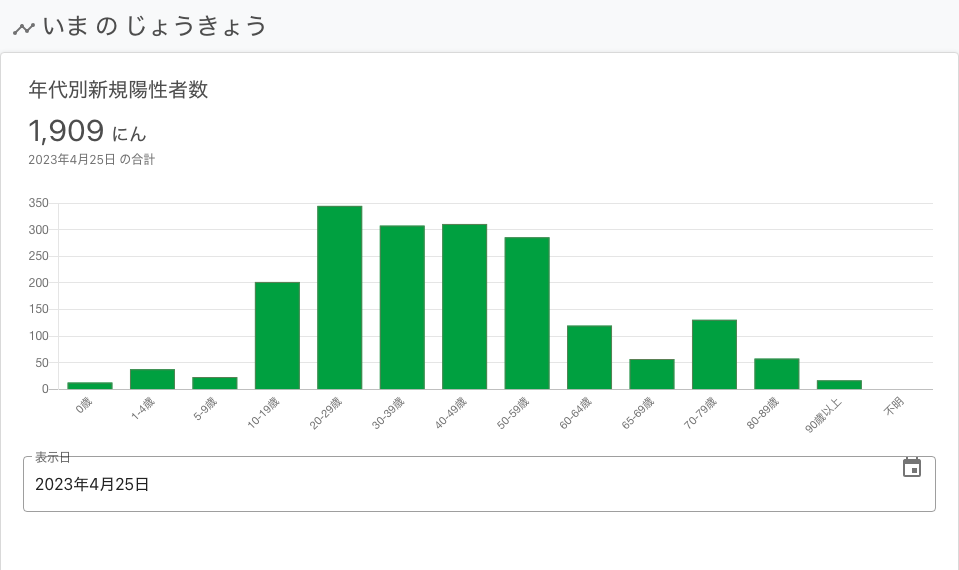 いま の じょうきょう
年代別新規陽性者数
1,909 にん
2023年4月25日 の合計
350
300
250
200
150
100
50
0
0歳
1-4歳
5-9歳
10-19歳
20-29歳
30-39歳
40-49歳
50-59歳
60-64歳
65-69歳
70-79歳
80-89歳
90歳以上
不明
表示日
2023年4月25日